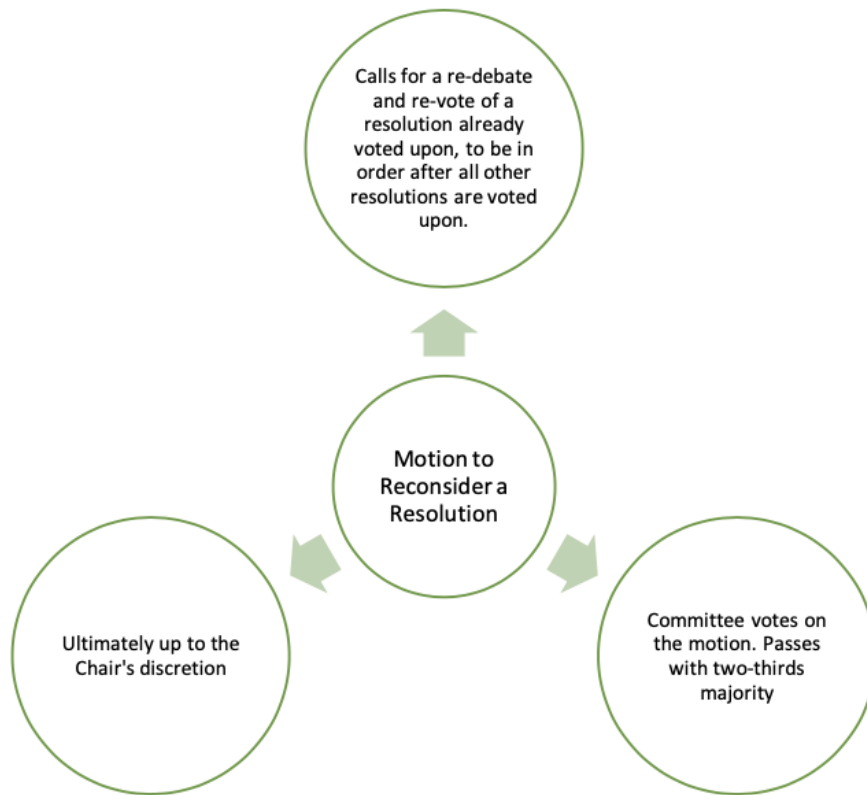 Calls for a re-debate
and re-vote of a
resolution already
voted upon, to be in
order after all other
resolutions are voted
upon.
Motion to
Reconsider a
Resolution
Ultimately up to the
Chair's discretion
Committee votes on
the motion. Passes
with two-thirds
majority